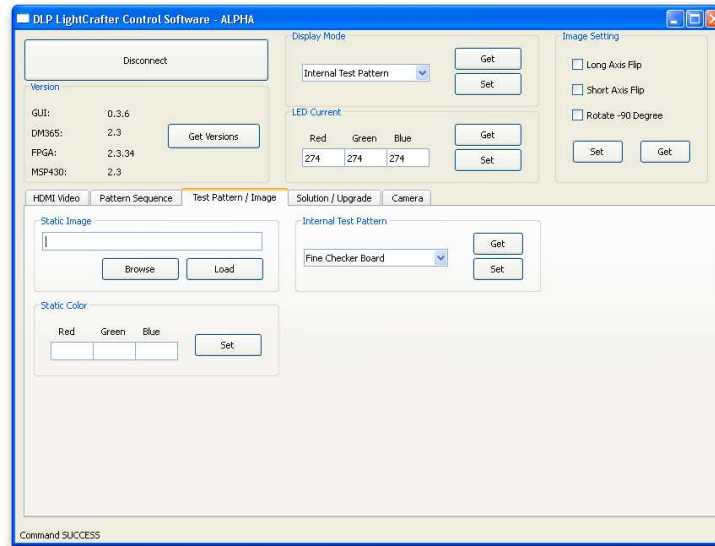 DLP LightCrafter Control Software - ALPHA
Disconnect
Version
GUI: 0.3.6
DM365: 2.3
FPGA: 2.3.34
MSP430: 2.3
Get Versions
Display Mode
Internal Test Pattern
Get
Set
LED Current
Red Green Blue
274 274 274
Get
Set
Image Setting
Long Axis Flip
Short Axis Flip
Rotate -90 Degree
Set Get
HDMI Video Pattern Sequence Test Pattern / Image Solution / Upgrade Camera
Static Image
Browse Load
Internal Test Pattern
Fine Checker Board
Get
Set
Static Color
Red Green Blue
Set
Command SUCCESS